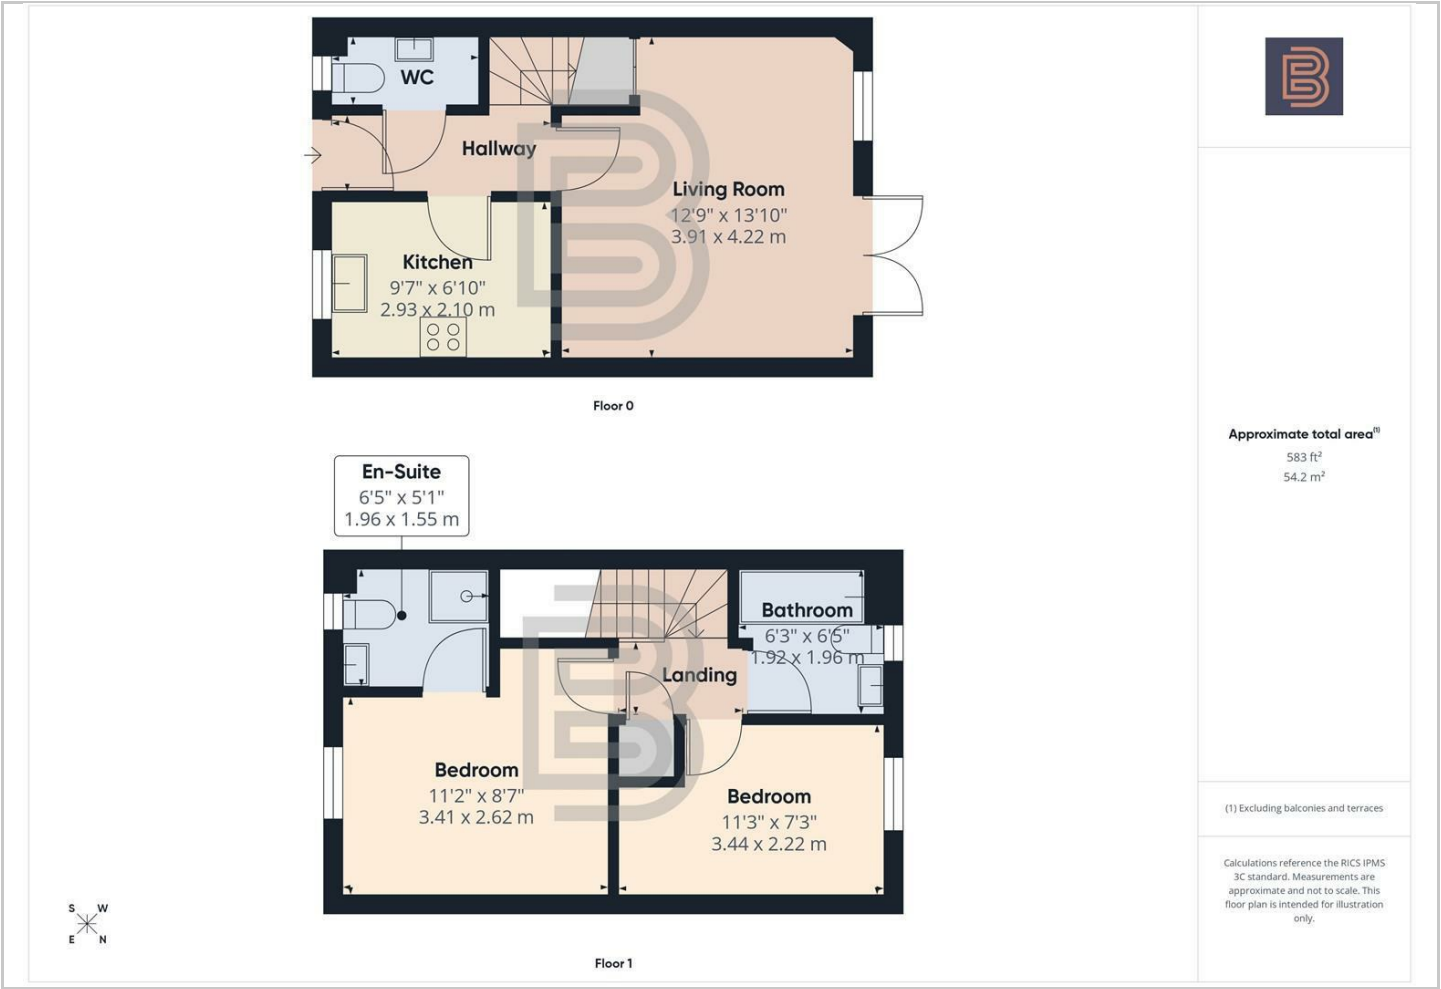 WC
Hallway
Living Room
12'9" x 13'10"
3.91 x 4.22 m
Kitchen
9'7" x 6'10"
2.93 x 2.10 m
Floor 0
En-Suite
6'5" x 5'1"
1.96 x 1.55 m
Bathroom
6'3" x 6'5"
1.92 x 1.96 m
Landing
Bedroom
11'2" x 8'7"
3.41 x 2.62 m
Bedroom
11'3" x 7'3"
3.44 x 2.22 m
S W
E N
Floor 1
B
Approximate total area(1)
583 ft²
54.2 m²
(1) Excluding balconies and terraces
Calculations reference the RICS IPMS
3C standard. Measurements are
approximate and not to scale. This
floor plan is intended for illustration
only.